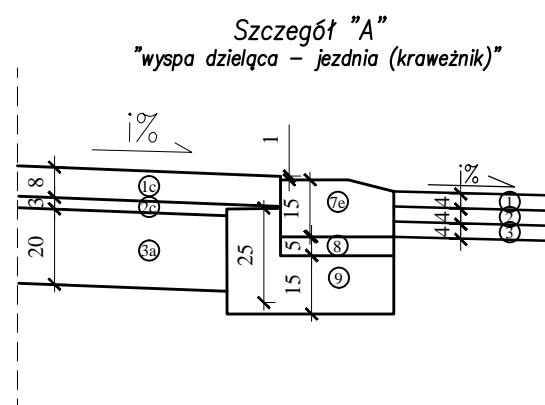 Szczegół "A"
"wyspa dzieląca – jezdnia (krawężnik)"
i%
1
i%
8
1c
3
2c
15
7e
4
1
4
2
4
3
20
3a
25
5
8
15
9